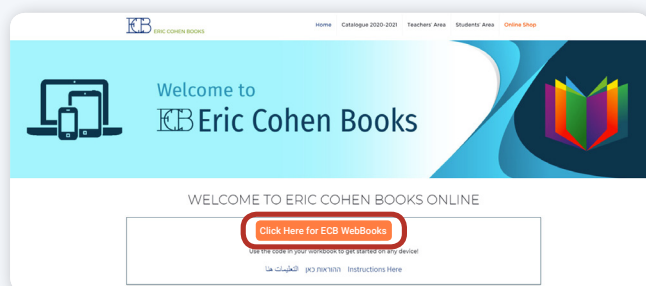 ECB ERIC COHEN BOOKS
Home Catalogue 2020-2021 Teachers' Area Students' Area Online Shop
Welcome to
ECB Eric Cohen Books
WELCOME TO ERIC COHEN BOOKS ONLINE
Click Here for ECB WebBooks
Use the code in your workbook to get started on any device!
التعليمات هنا ההוראות כאן Instructions Here